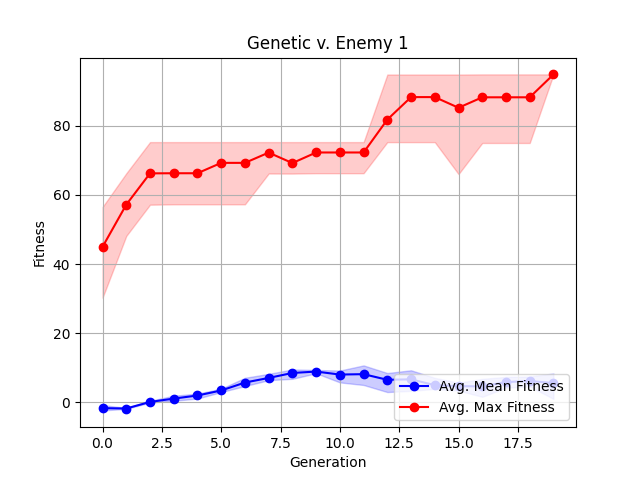 Genetic v. Enemy 1
Fitness
80
60
40
20
0
0.0 2.5 5.0 7.5 10.0 12.5 15.0 17.5
Generation
Avg. Mean Fitness
Avg. Max Fitness